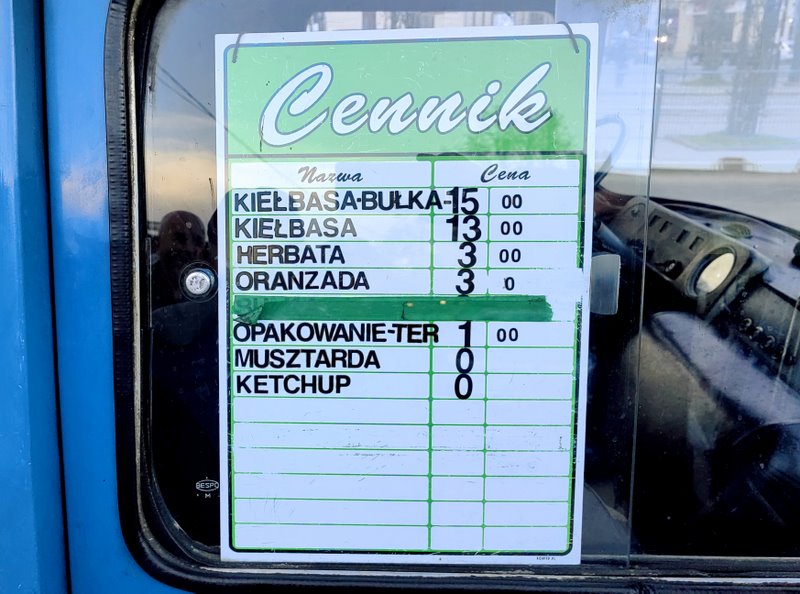 Cennik
Nazwa Cena
KIEŁBASA-BUŁKA-15 00
KIEŁBASA 13 00
HERBATA 3 00
ORANZADA 3 0
OPAKOWANIE-TER 1 00
MUSZTARDA 0
KETCHUP 0